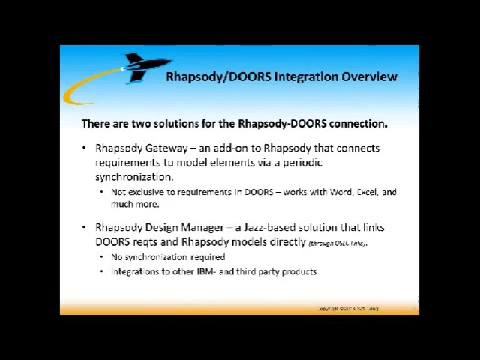 Rhapsody/DOORS Integration Overview
There are two solutions for the Rhapsody-DOORS connection.
• Rhapsody Gateway – an add-on to Rhapsody that connects
requirements to model elements via a periodic
synchronization.
• Not exclusive to requirements in DOORS – works with Word, Excel, and
much more.
• Rhapsody Design Manager – a Jazz-based solution that links
DOORS reqts and Rhapsody models directly (through OSLC links).
• No synchronization required
• Integrations to other IBM- and third party products